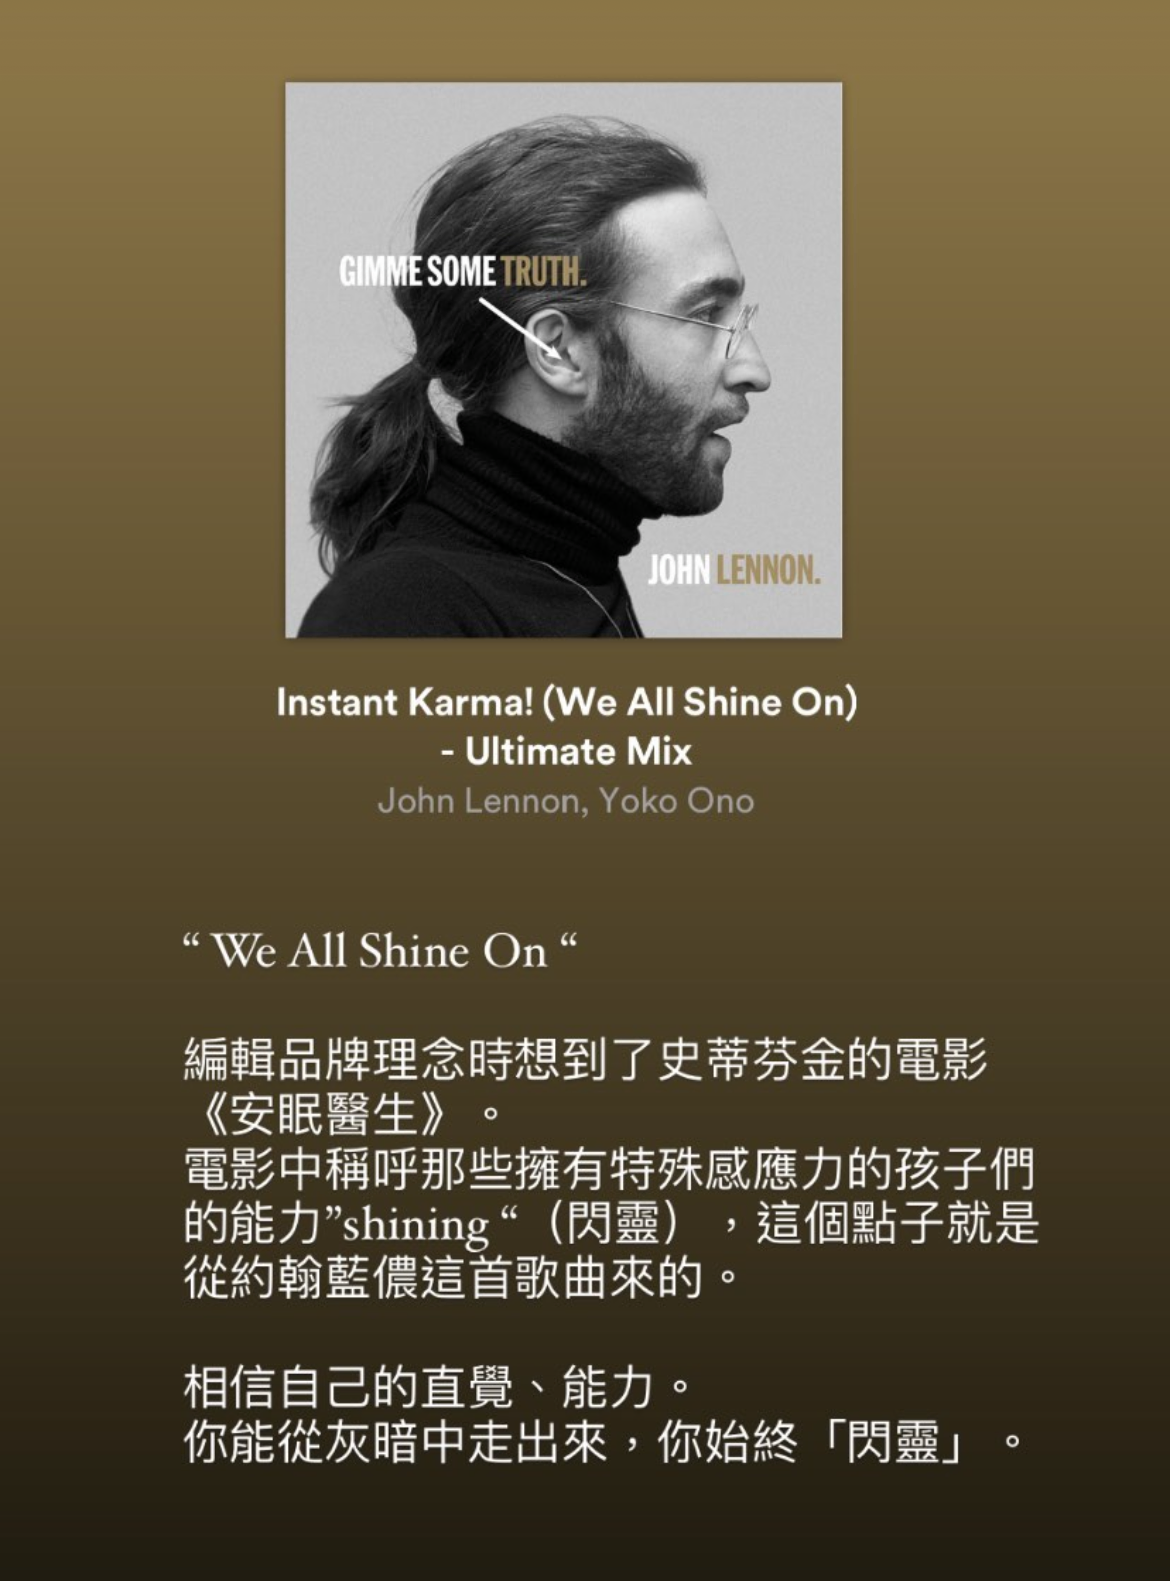 GIMME SOME TRUTH.
JOHN LENNON.
Instant Karma! (We All Shine On)
- Ultimate Mix
John Lennon, Yoko Ono
“ We All Shine On “
編輯品牌理念時想到了史蒂芬金的電影
《安眠醫生》。
電影中稱呼那些擁有特殊感應力的孩子們
的能力”shining “（閃靈），這個點子就是
從約翰藍儂這首歌曲來的。
相信自己的直覺、能力。
你能從灰暗中走出來，你始終「閃靈」。